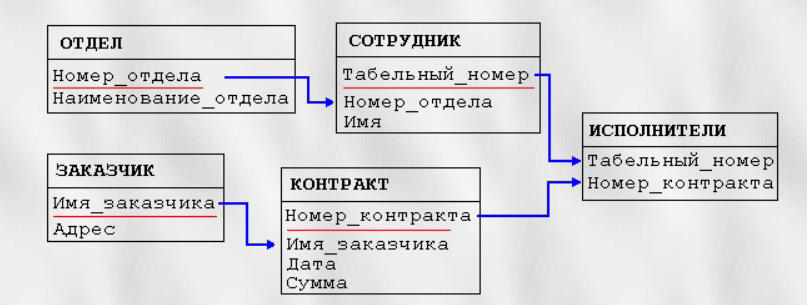 ОТДЕЛ
Номер_отдела
Наименование_отдела
СОТРУДНИК
Табельный_номер
Номер_отдела
Имя
ИСПОЛНИТЕЛИ
Табельный_номер
Номер_контракта
ЗАКАЗЧИК
Имя_заказчика
Адрес
КОНТРАКТ
Номер_контракта
Имя_заказчика
Дата
Сумма